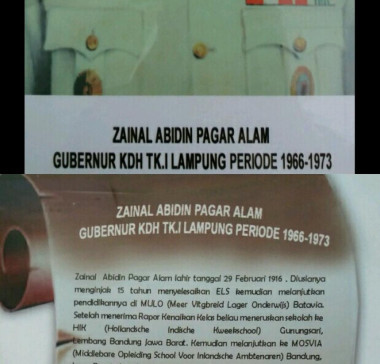 ZAINAL ABIDIN PAGAR ALAM
GUBERNUR KDH TK.I LAMPUNG PERIODE 1966-1973
ZAINAL ABIDIN PAGAR ALAM
GUBERNUR KDH TK.I LAMPUNG PERIODE 1966-1973
Zainal Abidin Pagar Alam lahir tanggal 29 Februari 1916 . Diusianya
menginjak 15 tahun menyelesaikan ELS kemudian melanjutkan
pendidikannya di MULO (Meer Vitgbreid Lager Onderwijs) Batavia.
Setelah menerima Rapor Kenaikan Kelas beliau meneruskan sekolah ke
HIK (Hollandsche Indische Kweekschool) Gunungsari,
Lembang Bandung Jawa Barat. Kemudian melanjutkan ke MOSVIA
(Middlebare Opleiding School Voor Inlandsche Ambtenaren) Bandung,